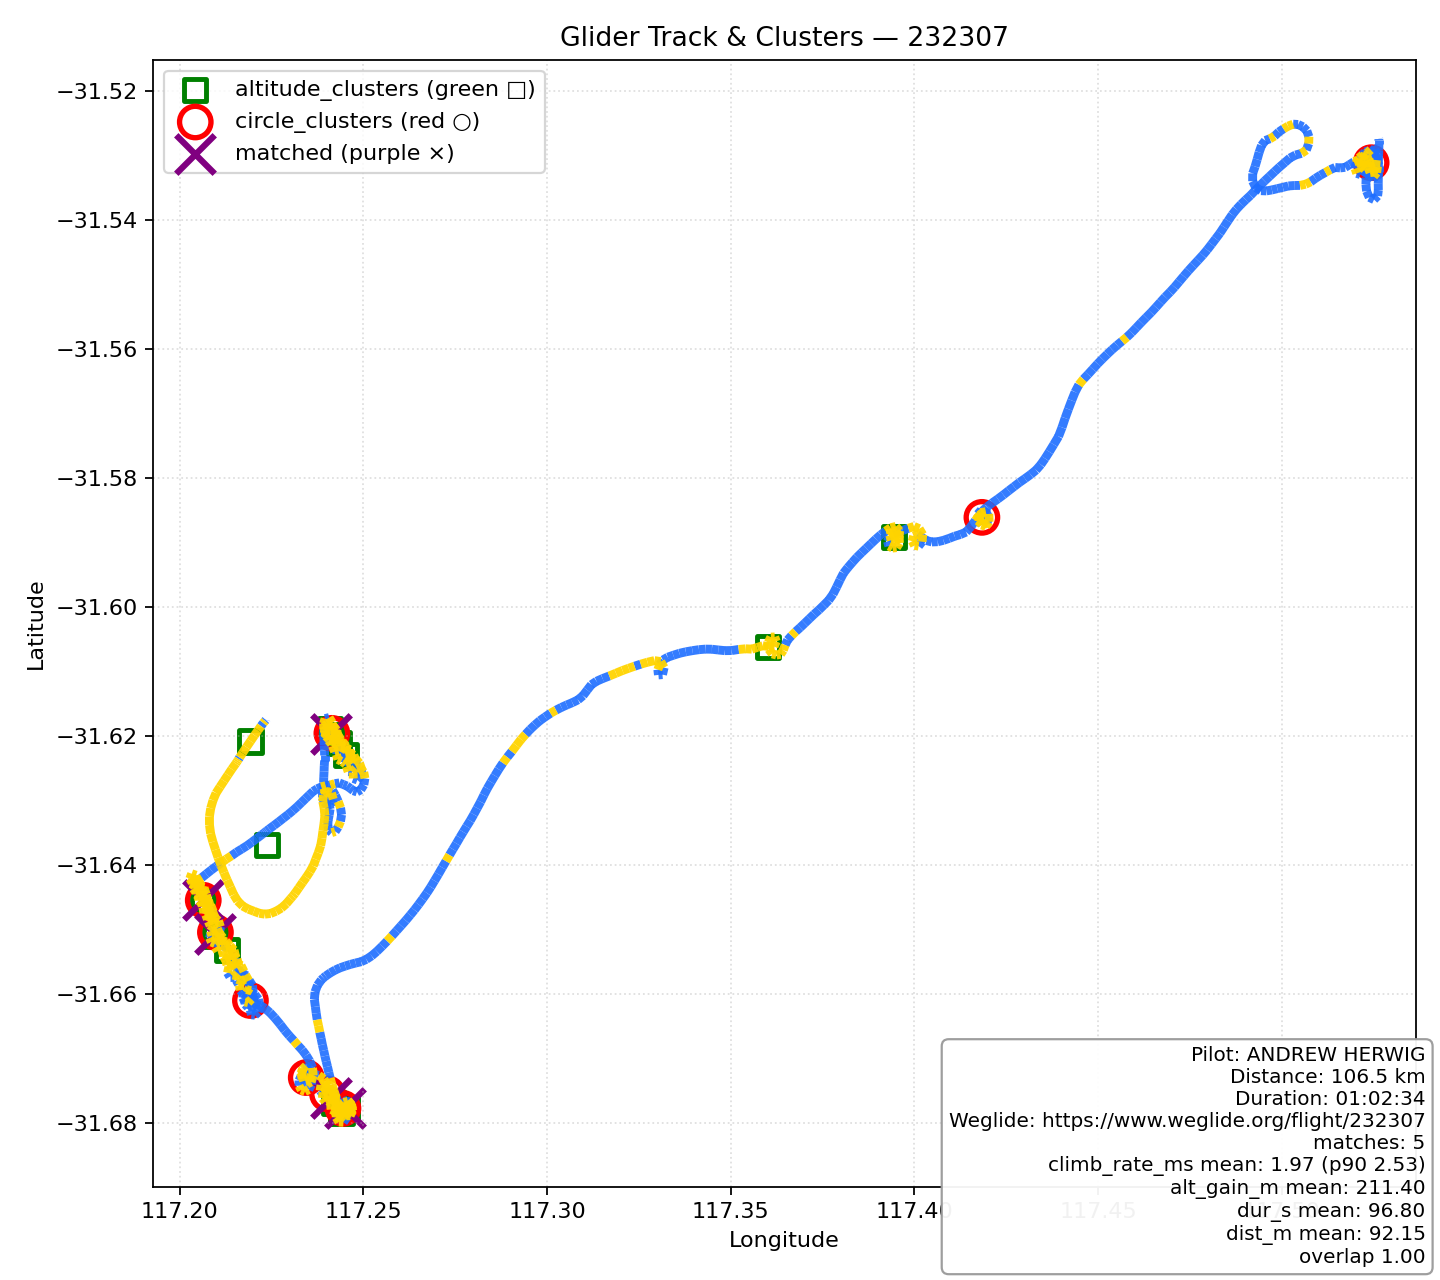 Glider Track & Clusters — 232307
altitude_clusters (green □)
circle_clusters (red ○)
matched (purple ×)
Latitude
−31.52
−31.54
−31.56
−31.58
−31.60
−31.62
−31.64
−31.66
−31.68
117.20
117.25
117.30
117.35
117.40
117.45
Longitude
Pilot: ANDREW HERWIG
Distance: 106.5 km
Duration: 01:02:34
Weglide: https://www.weglide.org/flight/232307
matches: 5
climb_rate_ms mean: 1.97 (p90 2.53)
alt_gain_m mean: 211.40
dur_s mean: 96.80
dist_m mean: 92.15
overlap 1.00